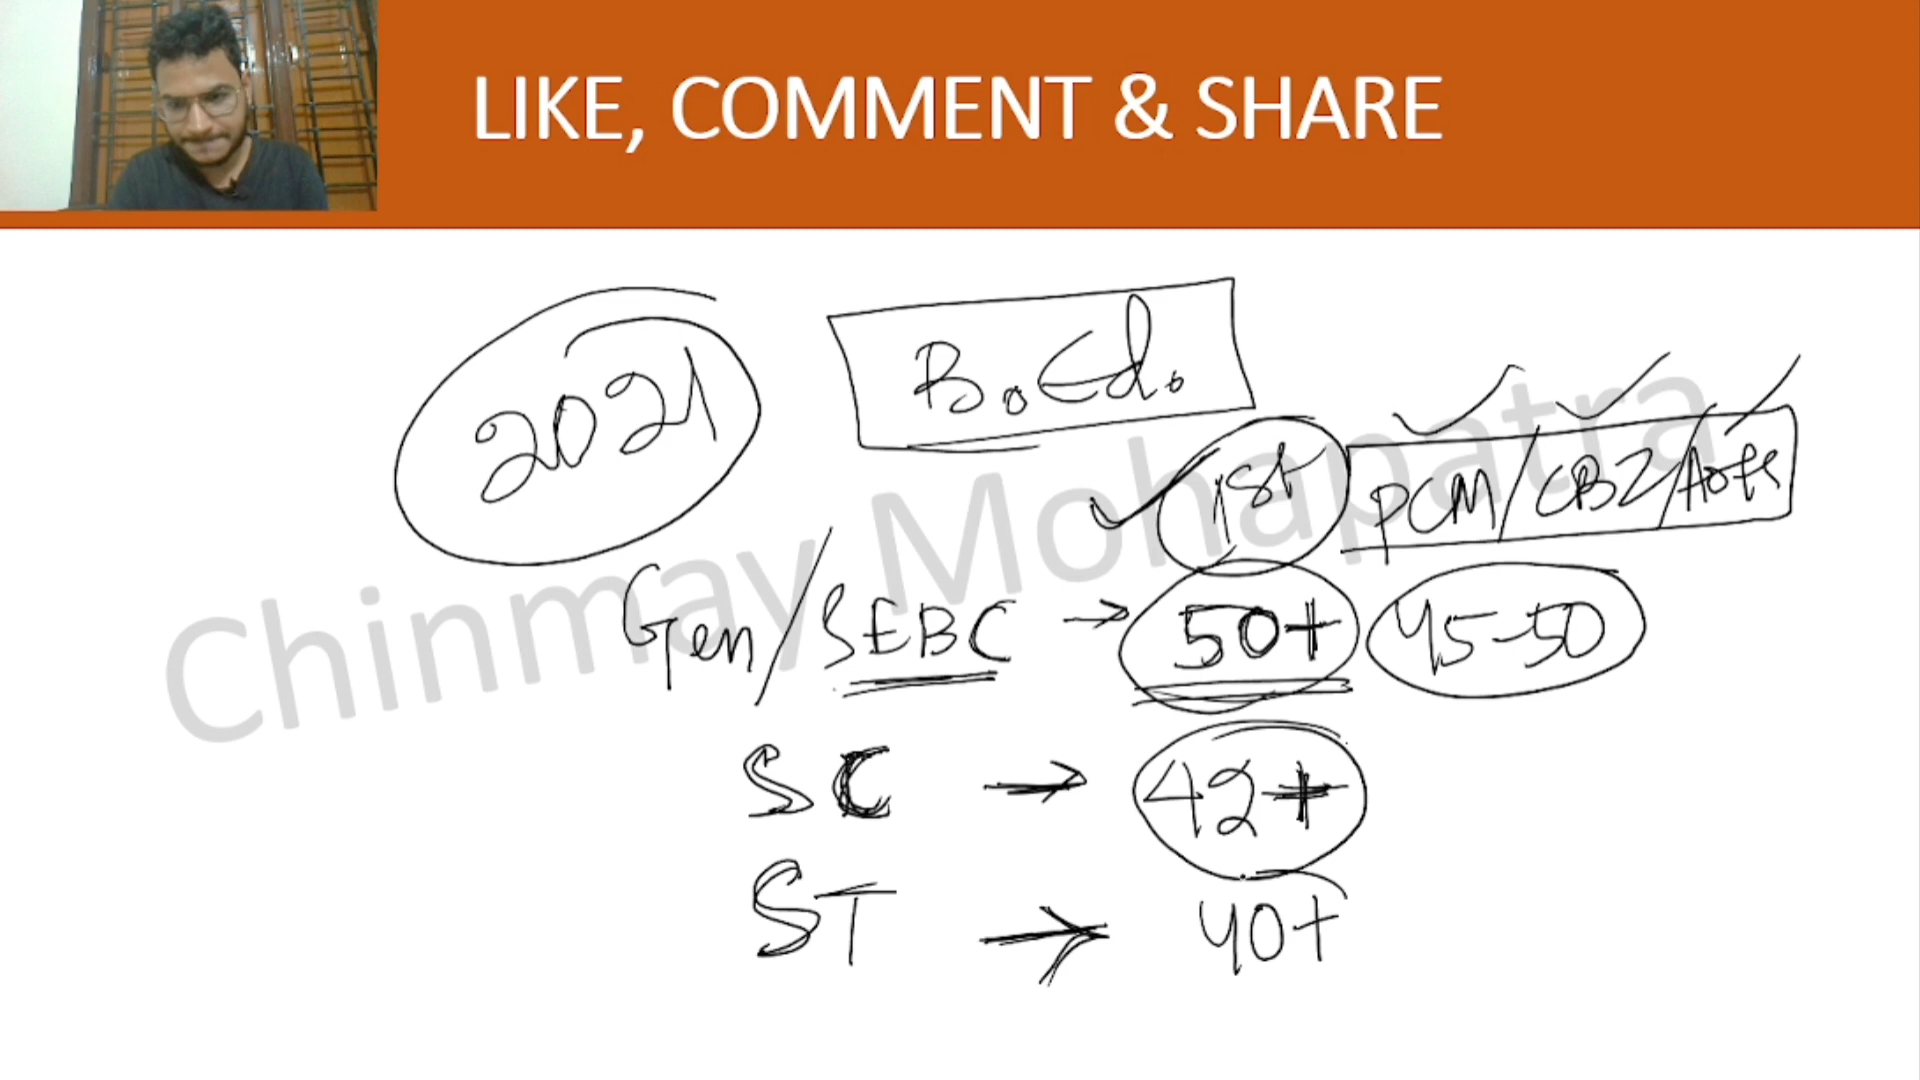 LIKE, COMMENT & SHARE
2021 B.Ed.
1st PCM/CBZ/Arts
Chinmay Mohapatra
Gen/SEBC → 50+ 45-50
SC → 42+
ST → 40+